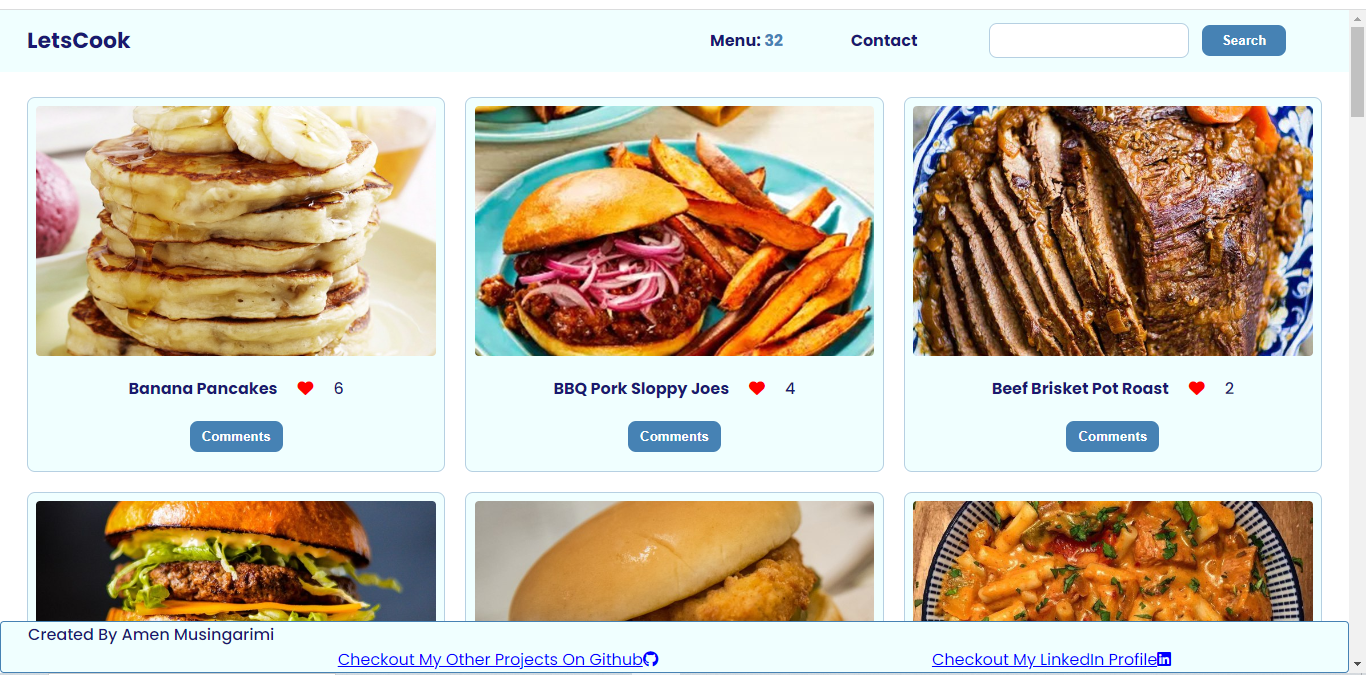 LetsCook Menu: 32 Contact Search
Banana Pancakes 6
Comments
BBQ Pork Sloppy Joes 4
Comments
Beef Brisket Pot Roast 2
Comments
Created By Amen Musingarimi
Checkout My Other Projects On Github
Checkout My LinkedIn Profile